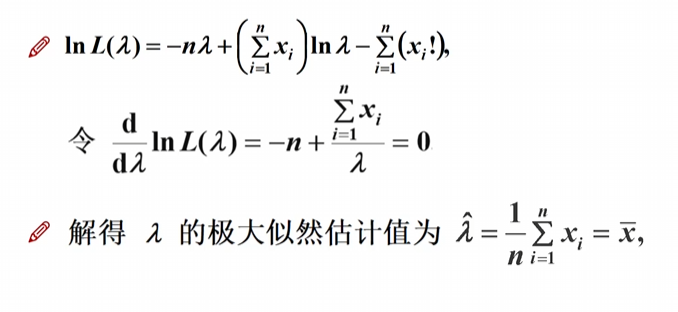 ln L(λ) = −nλ + (∑_{i=1}^{n} x_i) ln λ − ∑_{i=1}^{n} (x_i!),
令 d/dλ ln L(λ) = −n + (∑_{i=1}^{n} x_i)/λ = 0
解得 λ 的极大似然估计值为 λ̂ = 1/n ∑_{i=1}^{n} x_i = x̄,